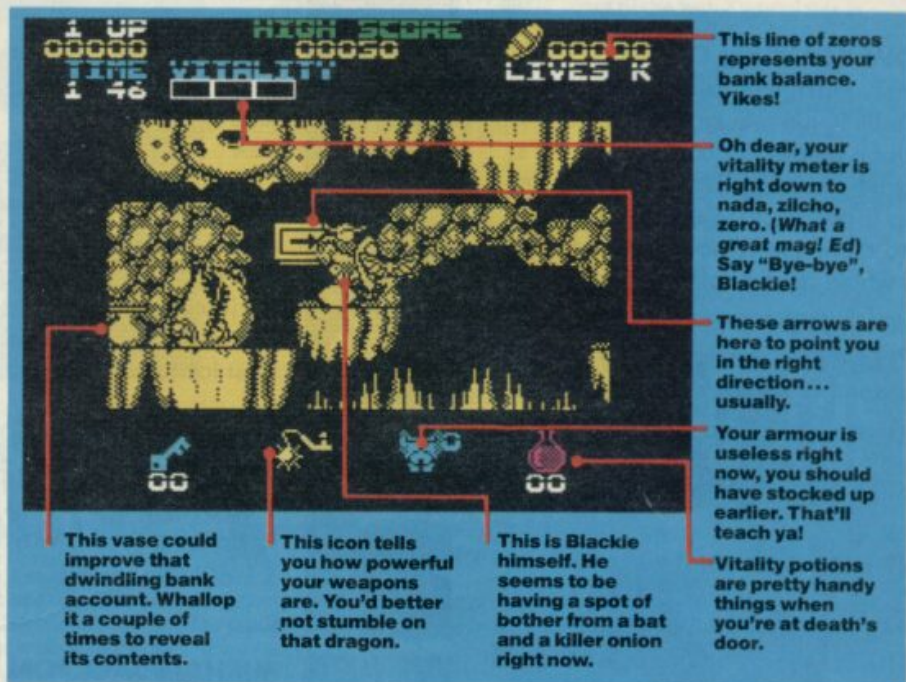 1 UP HIGH SCORE
00000 00050 00000
TIME VITALITY LIVES K
1 46
This line of zeros
represents your
bank balance.
Yikes!
Oh dear, your
vitality meter is
right down to
nada, zilcho,
zero. (What a
great mag! Ed)
Say "Bye-bye",
Blackie!
These arrows are
here to point you
in the right
direction...
usually.
Your armour is
useless right
now, you should
have stocked up
earlier. That'll
teach ya!
Vitality potions
are pretty handy
things when
you're at death's
door.
00 00
This vase could
improve that
dwindling bank
account. Whallop
it a couple of
times to reveal
its contents.
This icon tells
you how powerful
your weapons
are. You'd better
not stumble on
that dragon.
This is Blackie
himself. He
seems to be
having a spot of
bother from a bat
and a killer onion
right now.